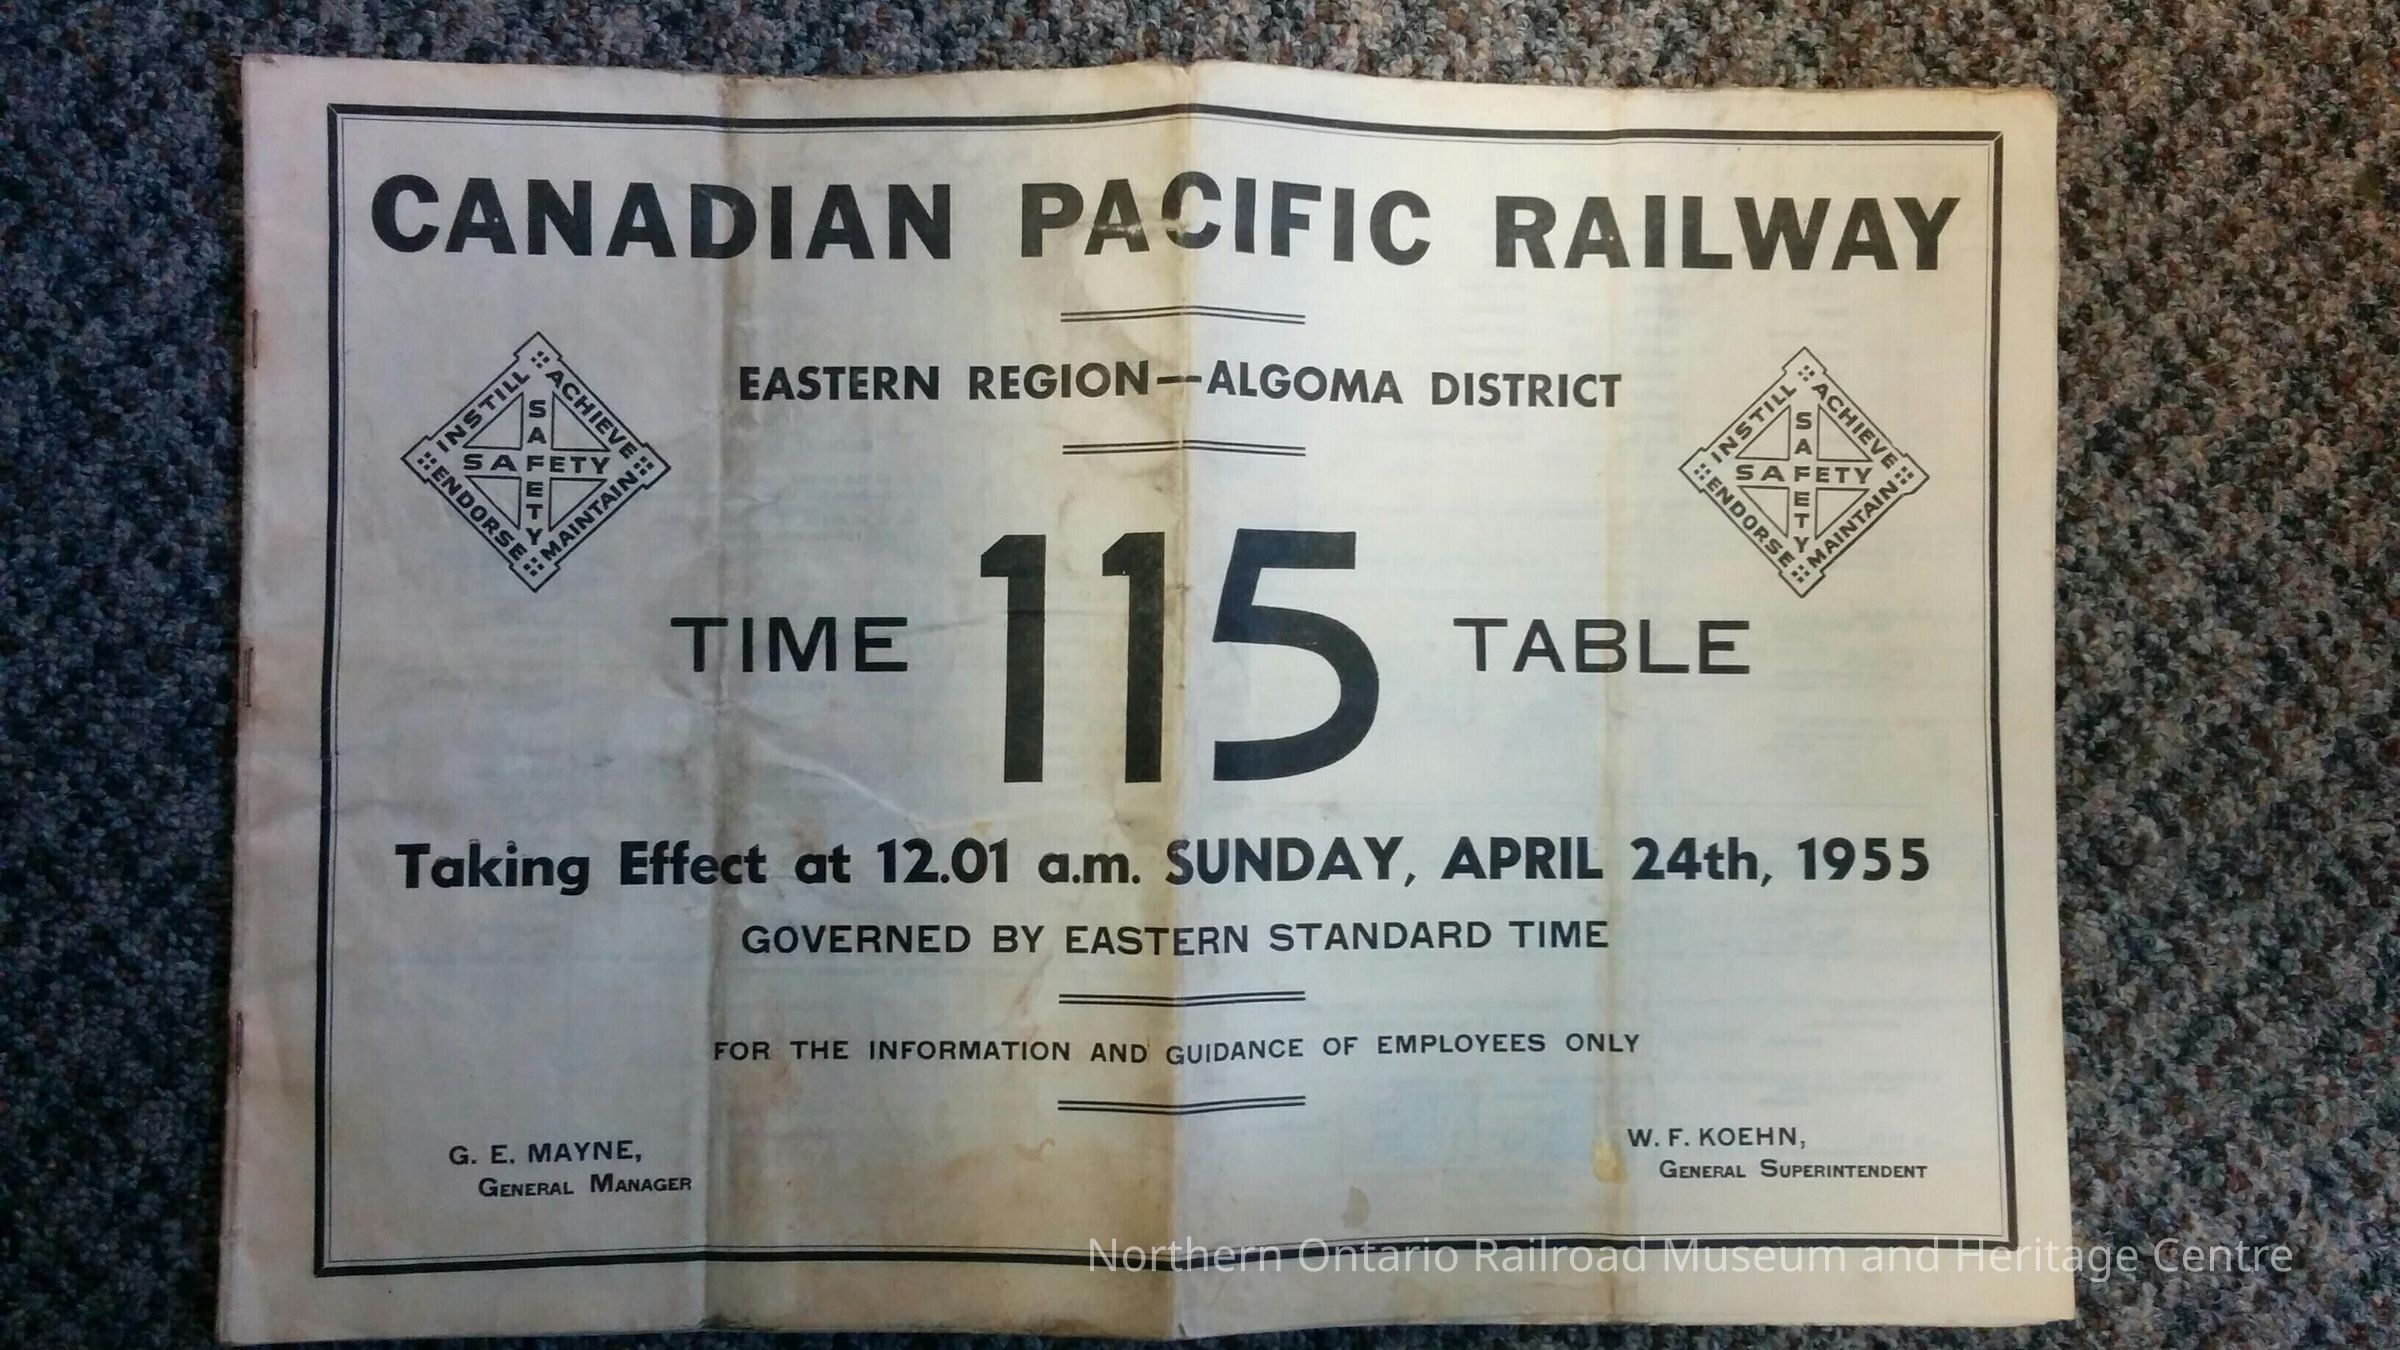 CANADIAN PACIFIC RAILWAY
EASTERN REGION—ALGOMA DISTRICT
INSTILL ACHIEVE
SAFETY
SAFETY
ENDORSE MAINTAIN
INSTILL ACHIEVE
SAFETY
SAFETY
ENDORSE MAINTAIN
TIME 115 TABLE
Taking Effect at 12.01 a.m. SUNDAY, APRIL 24th, 1955
GOVERNED BY EASTERN STANDARD TIME
FOR THE INFORMATION AND GUIDANCE OF EMPLOYEES ONLY
G. E. MAYNE,
GENERAL MANAGER
W. F. KOEHN,
GENERAL SUPERINTENDENT
Northern Ontario Railroad Museum and Heritage Centre